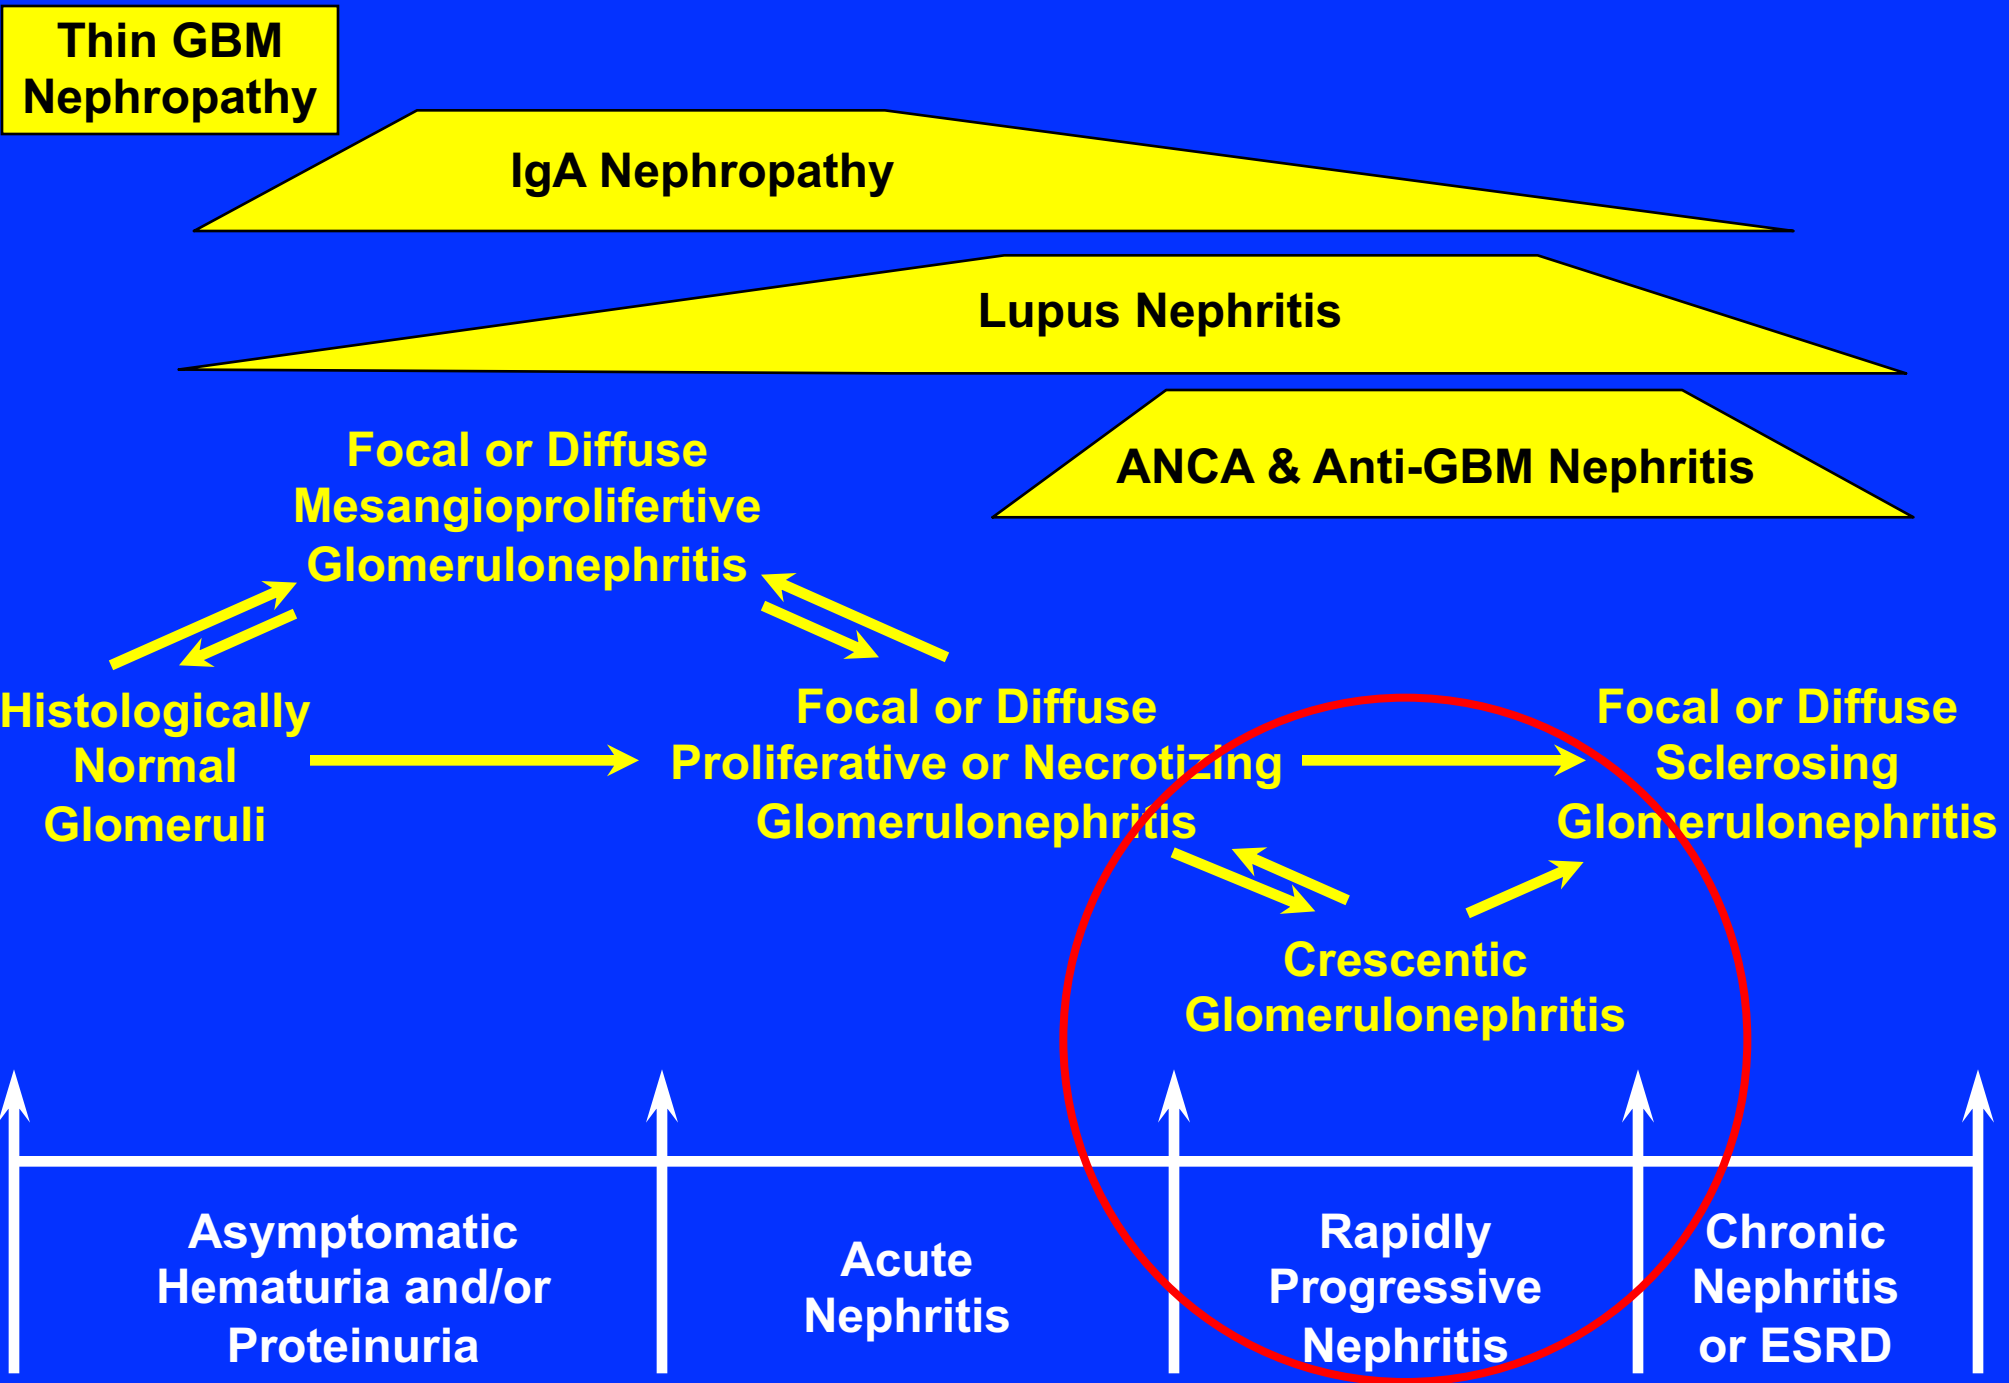 Thin GBM
Nephropathy
IgA Nephropathy
Lupus Nephritis
ANCA & Anti-GBM Nephritis
Focal or Diffuse
Mesangioprolifertive
Glomerulonephritis
Histologically
Normal
Glomeruli
Focal or Diffuse
Proliferative or Necrotizing
Glomerulonephritis
Focal or Diffuse
Sclerosing
Glomerulonephritis
Crescentic
Glomerulonephritis
Asymptomatic
Hematuria and/or
Proteinuria
Acute
Nephritis
Rapidly
Progressive
Nephritis
Chronic
Nephritis
or ESRD